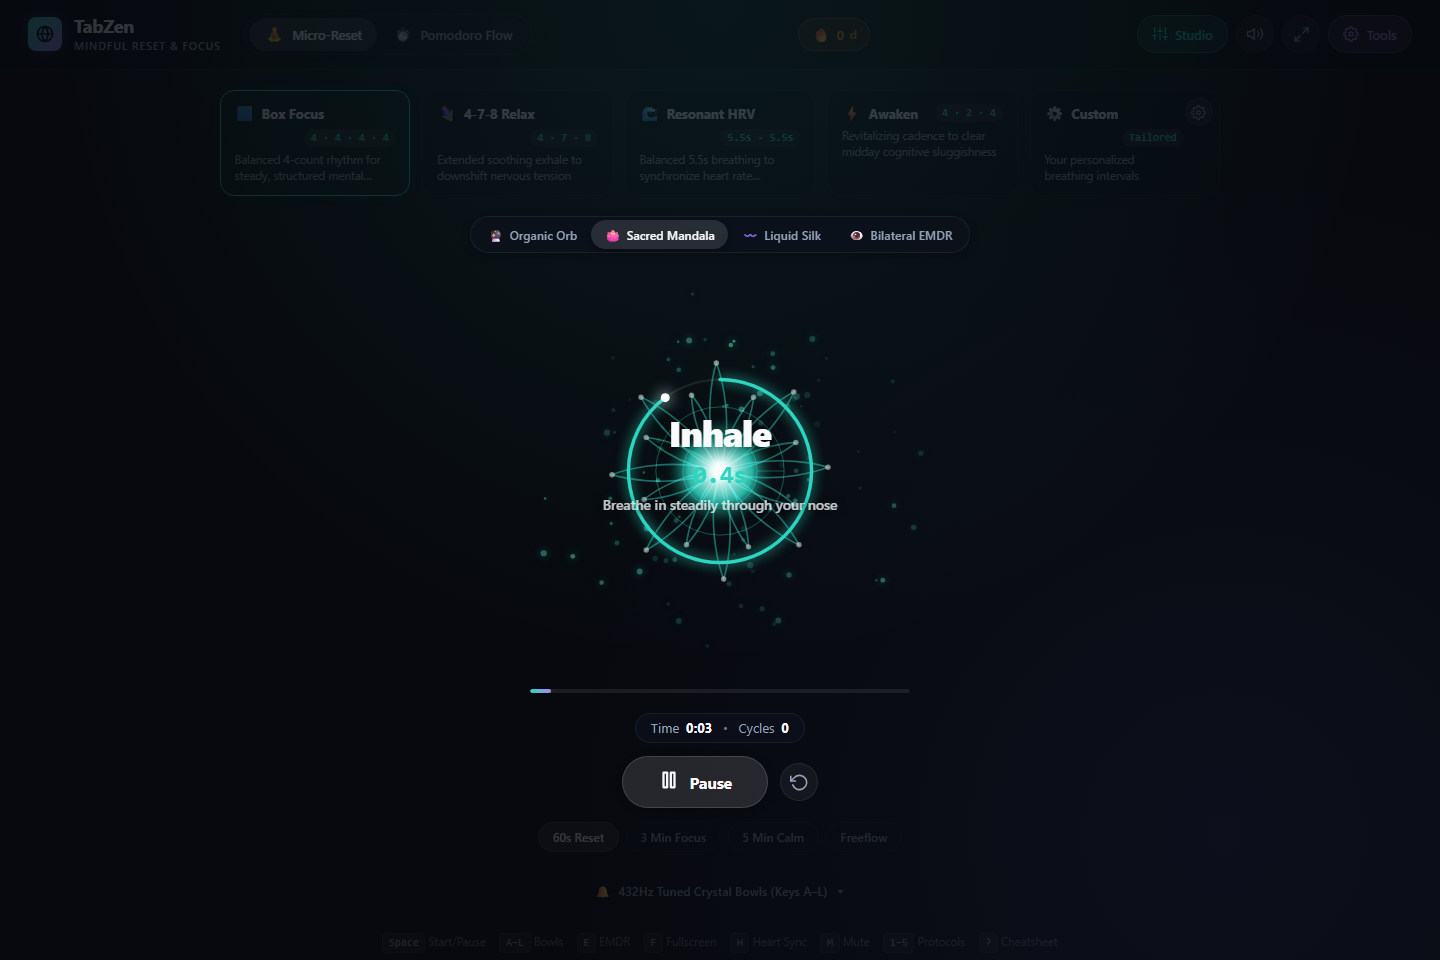 TabZen
MINDFUL RESET & FOCUS
Micro-Reset
Pomodoro Flow
0 d
Studio
Tools
Box Focus
4 · 4 · 4 · 4
Balanced 4-count rhythm for
steady, structured mental...
4-7-8 Relax
4 · 7 · 8
Extended soothing exhale to
downshift nervous tension
Resonant HRV
5.5s · 5.5s
Balanced 5.5s breathing to
synchronize heart rate...
Awaken
4 · 2 · 4
Revitalizing cadence to clear
midday cognitive sluggishness
Custom
Tailored
Your personalized
breathing intervals
Organic Orb
Sacred Mandala
Liquid Silk
Bilateral EMDR
Inhale
0.4s
Breathe in steadily through your nose
Time 0:03 • Cycles 0
Pause
60s Reset
3 Min Focus
5 Min Calm
Freeflow
432Hz Tuned Crystal Bowls (Keys A–L)
Space Start/Pause A–L Bowls E EMDR F Fullscreen H Heart Sync M Mute 1–5 Protocols ? Cheatsheet